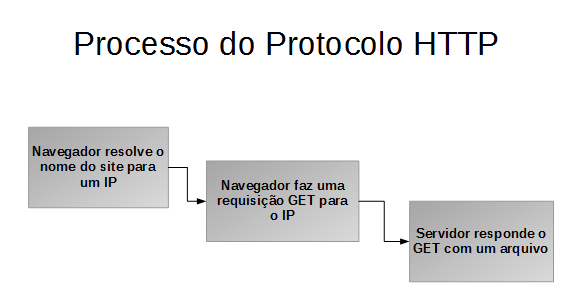 Processo do Protocolo HTTP
Navegador resolve o
nome do site para
um IP
Navegador faz uma
requisição GET para
o IP
Servidor responde o
GET com um arquivo